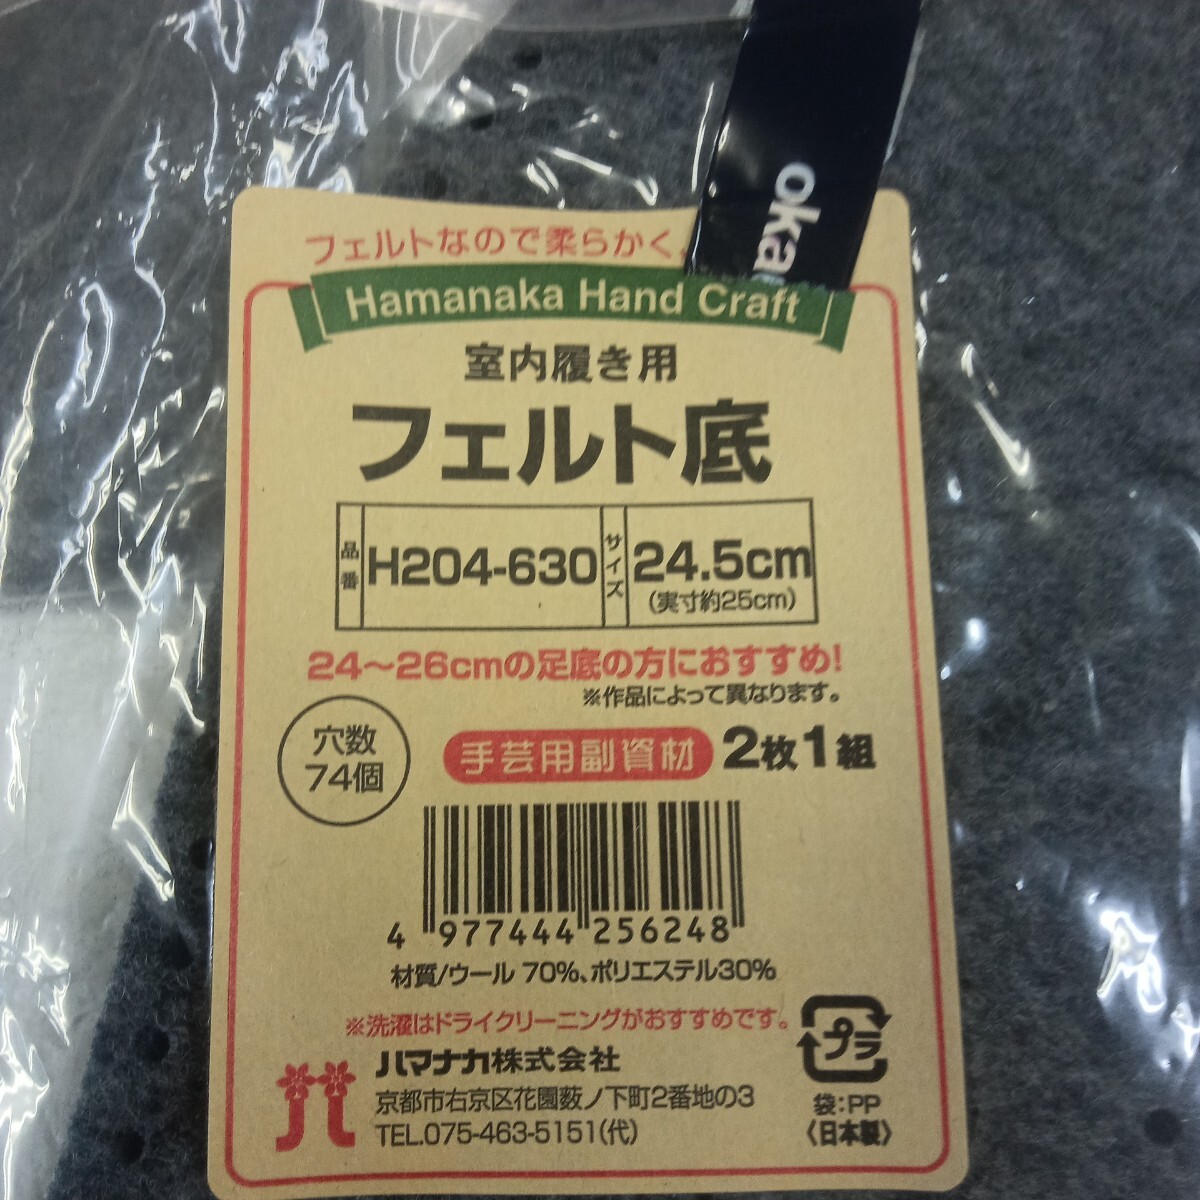 oka
フェルトなので柔らかく、
Hamanaka Hand Craft
室内履き用
フェルト底
品番 H204-630 サイズ 24.5cm
(実寸約25cm)
24〜26cmの足底の方におすすめ!
※作品によって異なります。
穴数
74個
手芸用副資材 2枚1組
4 977444 256248
材質/ウール 70%、ポリエステル30%
※洗濯はドライクリーニングがおすすめです。
ハマナカ株式会社
京都市右京区花園薮ノ下町2番地の3
TEL.075-463-5151(代)
プラ
袋:PP
〈日本製〉